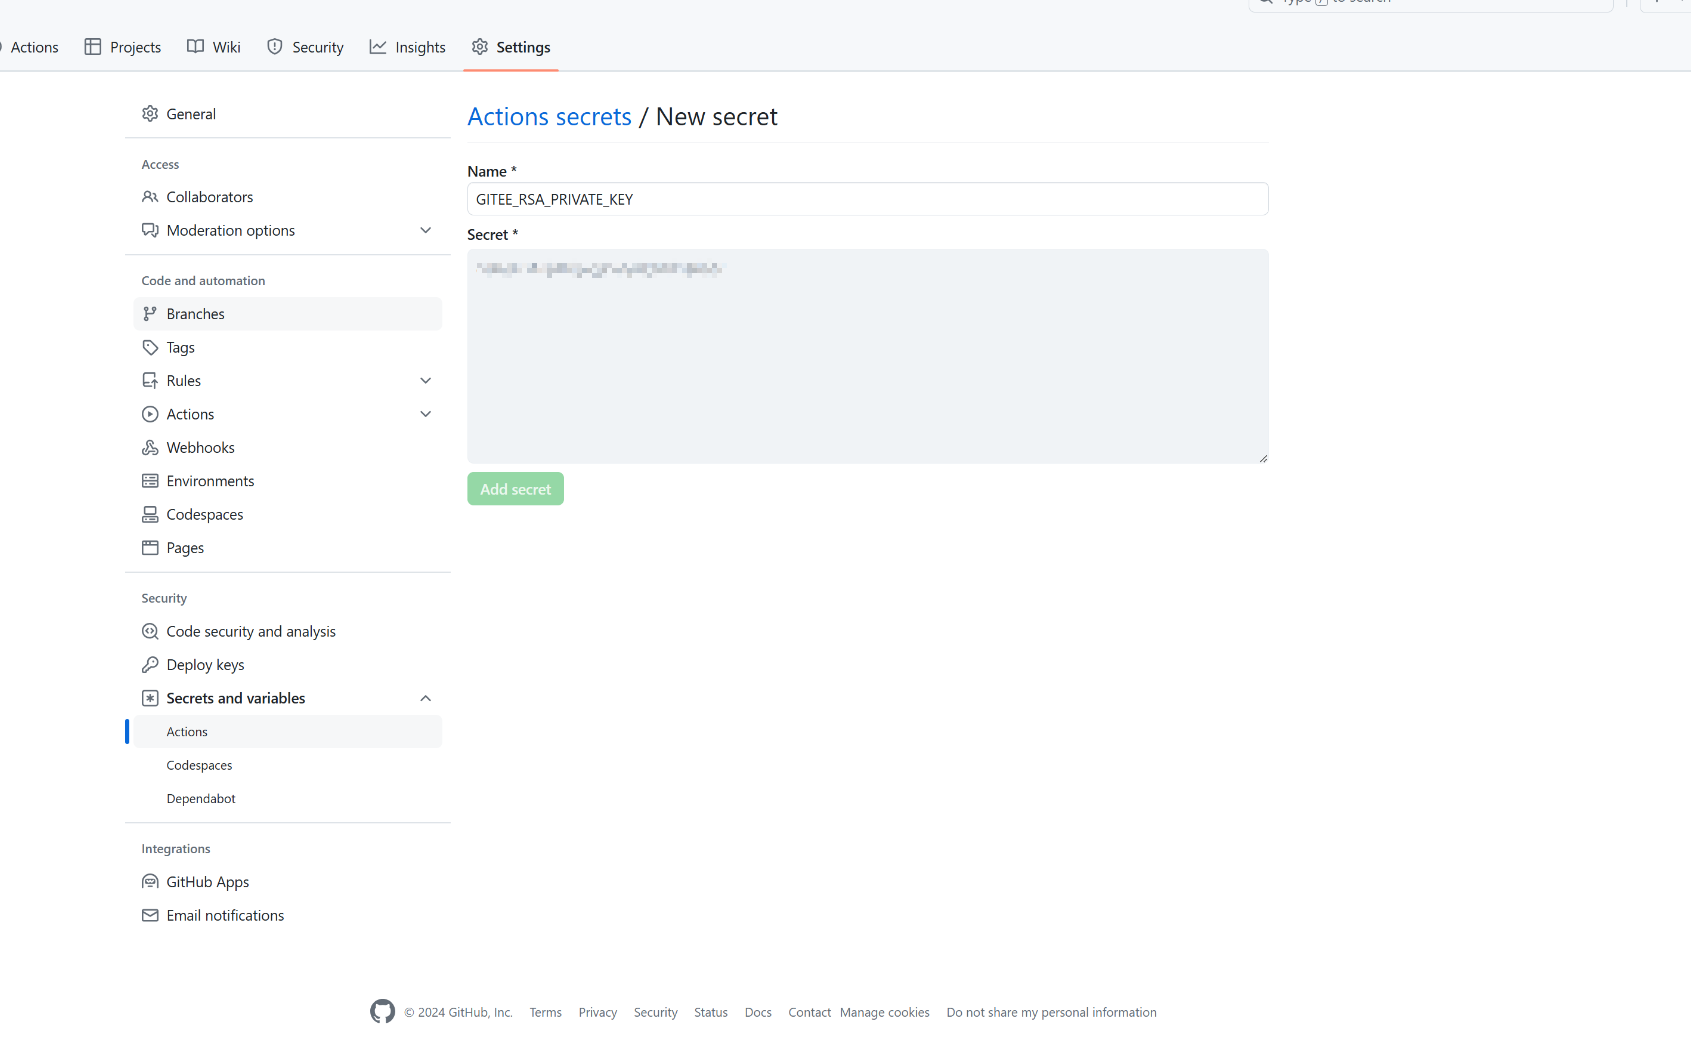 Type / to search
Actions
Projects
Wiki
Security
Insights
Settings
General
Access
Collaborators
Moderation options
Code and automation
Branches
Tags
Rules
Actions
Webhooks
Environments
Codespaces
Pages
Security
Code security and analysis
Deploy keys
Secrets and variables
Actions
Codespaces
Dependabot
Integrations
GitHub Apps
Email notifications
Actions secrets / New secret
Name *
GITEE_RSA_PRIVATE_KEY
Secret *
Add secret
© 2024 GitHub, Inc. Terms Privacy Security Status Docs Contact Manage cookies Do not share my personal information